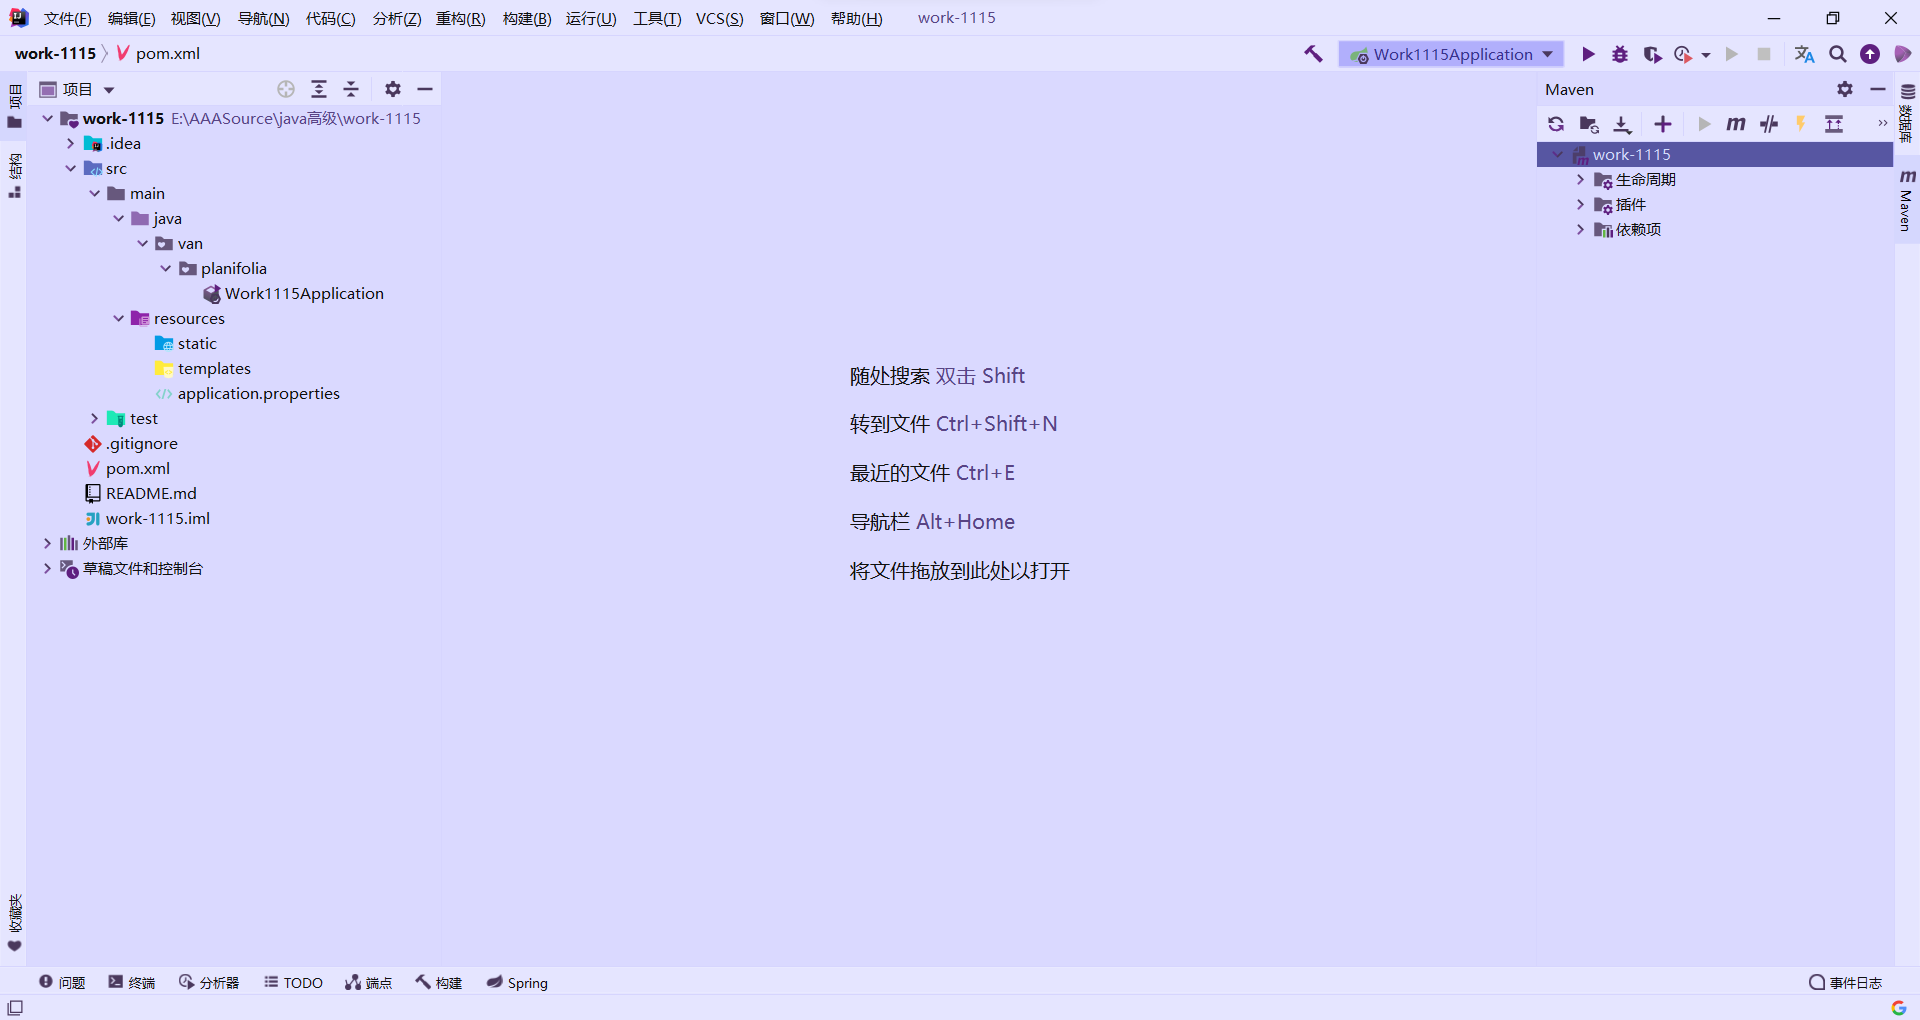 文件(F) 编辑(E) 视图(V) 导航(N) 代码(C) 分析(Z) 重构(R) 构建(B) 运行(U) 工具(T) VCS(S) 窗口(W) 帮助(H) work-1115
work-1115 pom.xml
Work1115Application
项目
结构
收藏夹
项目
work-1115 E:\AAASource\java高级\work-1115
.idea
src
main
java
van
planifolia
Work1115Application
resources
static
templates
application.properties
test
.gitignore
pom.xml
README.md
work-1115.iml
外部库
草稿文件和控制台
随处搜索 双击 Shift
转到文件 Ctrl+Shift+N
最近的文件 Ctrl+E
导航栏 Alt+Home
将文件拖放到此处以打开
Maven
work-1115
生命周期
插件
依赖项
数据库
Maven
问题 终端 分析器 TODO 端点 构建 Spring 事件日志